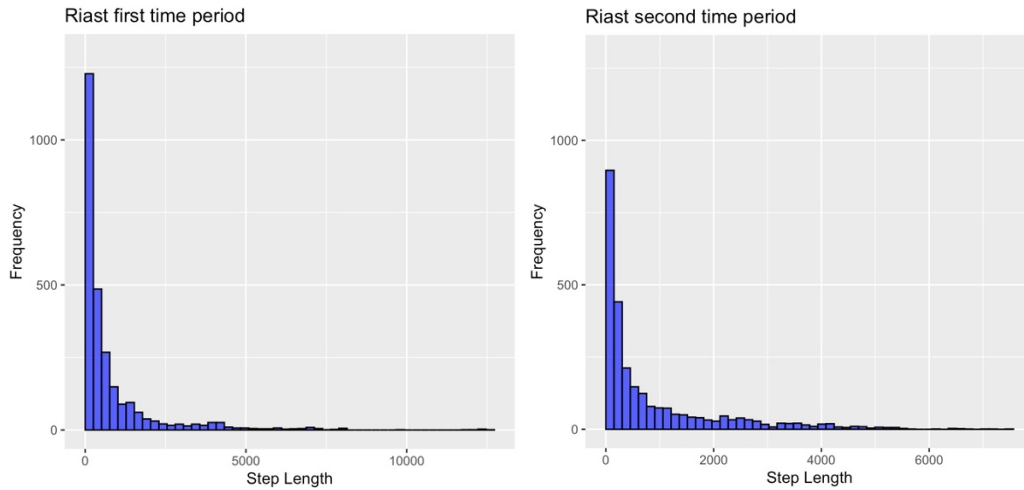 Riast first time period
Frequency
1000
500
0
0 5000 10000
Step Length
Riast second time period
Frequency
1000
500
0
0 2000 4000 6000
Step Length